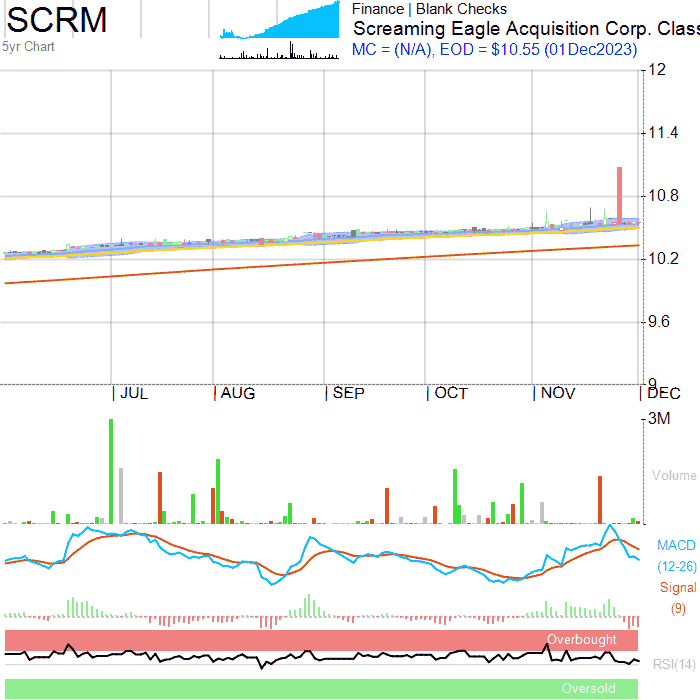 SCRM
5yr Chart
Finance | Blank Checks
Screaming Eagle Acquisition Corp. Class
MC = (N/A), EOD = $10.55 (01Dec2023)
12
11.4
10.8
10.2
9.6
9
JUL AUG SEP OCT NOV DEC
3M
Volume
MACD
(12-26)
Signal
(9)
Overbought
RSI(14)
Oversold